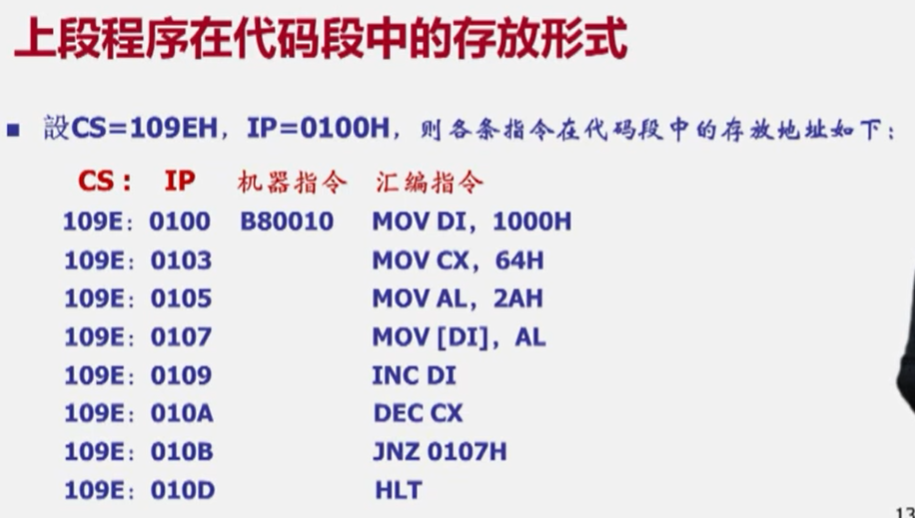 上段程序在代码段中的存放形式
■ 設CS=109EH，IP=0100H，则各条指令在代码段中的存放地址如下：
CS： IP 机器指令 汇编指令
109E：0100 B80010 MOV DI，1000H
109E：0103 MOV CX，64H
109E：0105 MOV AL，2AH
109E：0107 MOV [DI]，AL
109E：0109 INC DI
109E：010A DEC CX
109E：010B JNZ 0107H
109E：010D HLT
13